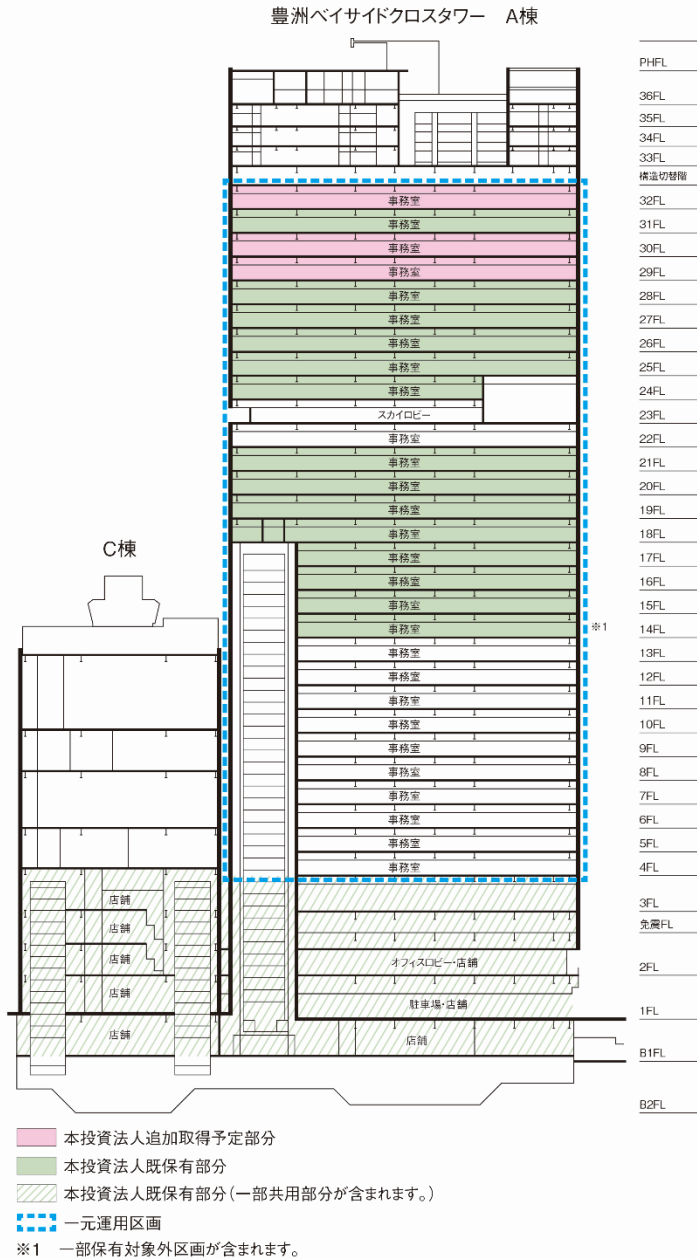 豊洲ベイサイドクロスタワー　A棟
PHFL
36FL
35FL
34FL
33FL
構造切替階
事務室
32FL
事務室
31FL
事務室
30FL
事務室
29FL
事務室
28FL
事務室
27FL
事務室
26FL
事務室
25FL
事務室
24FL
スカイロビー
23FL
事務室
22FL
事務室
21FL
事務室
20FL
事務室
19FL
事務室
18FL
C棟
事務室
17FL
事務室
16FL
事務室
15FL
事務室
※1
14FL
事務室
13FL
事務室
12FL
事務室
11FL
事務室
10FL
事務室
9FL
事務室
8FL
事務室
7FL
事務室
6FL
事務室
5FL
事務室
4FL
店舗
3FL
店舗
免震FL
店舗
オフィスロビー・店舗
2FL
店舗
駐車場・店舗
1FL
店舗
店舗
B1FL
B2FL
本投資法人追加取得予定部分
本投資法人既保有部分
本投資法人既保有部分（一部共用部分が含まれます。）
一元運用区画
※1　一部保有対象外区画が含まれます。